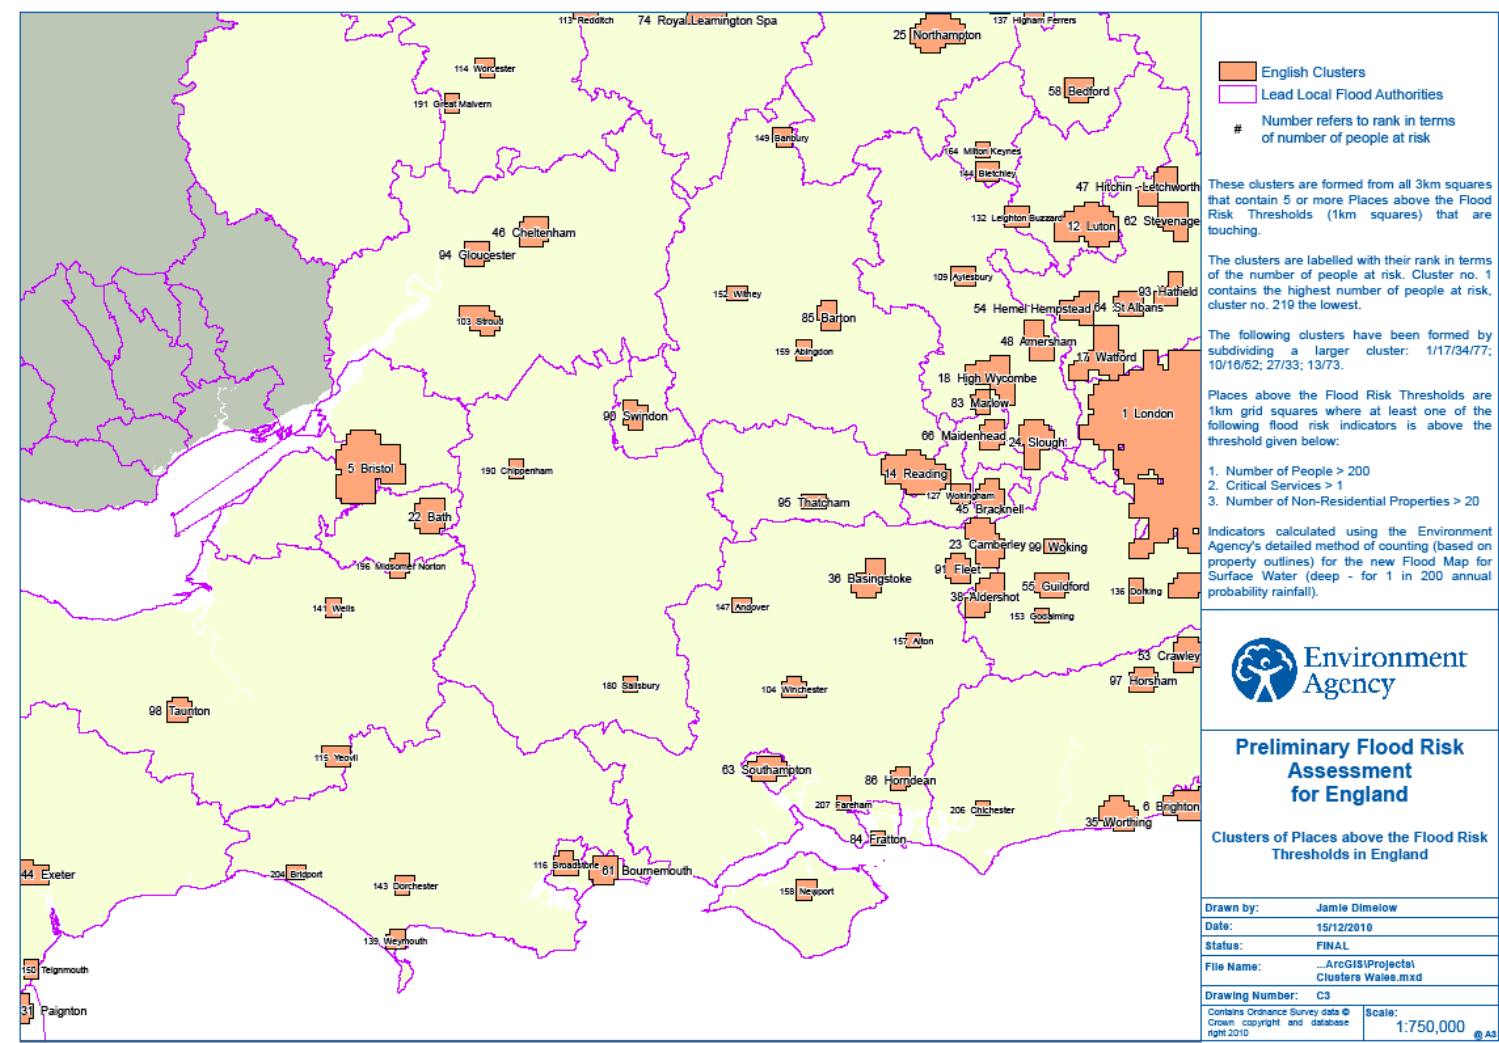 113 Redditch
74 Royal Leamington Spa
137 Higham Ferrers
25 Northampton
114 Worcester
191 Great Malvern
58 Bedford
149 Banbury
164 Milton Keynes
144 Bletchley
47 Hitchin - Letchworth
132 Leighton Buzzard
12 Luton
62 Stevenage
46 Cheltenham
94 Gloucester
109 Aylesbury
152 Witney
93 Hatfield
54 Hemel Hempstead
64 St Albans
103 Stroud
85 Barton
48 Amersham
159 Abingdon
17 Watford
18 High Wycombe
83 Marlow
90 Swindon
1 London
66 Maidenhead
24 Slough
5 Bristol
190 Chippenham
14 Reading
127 Wokingham
95 Thatcham
45 Bracknell
22 Bath
23 Camberley
99 Woking
196 Midsomer Norton
91 Fleet
36 Basingstoke
55 Guildford
136 Dorking
38 Aldershot
141 Wells
147 Andover
153 Godalming
157 Alton
53 Crawley
97 Horsham
180 Salisbury
104 Winchester
98 Taunton
115 Yeovil
63 Southampton
86 Horndean
207 Fareham
206 Chichester
6 Brighton
35 Worthing
84 Fratton
116 Broadstone
61 Bournemouth
44 Exeter
204 Bridport
143 Dorchester
158 Newport
139 Weymouth
150 Teignmouth
31 Paignton
English Clusters
Lead Local Flood Authorities
# Number refers to rank in terms
of number of people at risk
These clusters are formed from all 3km squares
that contain 5 or more Places above the Flood
Risk Thresholds (1km squares) that are
touching.
The clusters are labelled with their rank in terms
of the number of people at risk. Cluster no. 1
contains the highest number of people at risk,
cluster no. 219 the lowest.
The following clusters have been formed by
subdividing a larger cluster: 1/17/34/77;
10/16/52; 27/33; 13/73.
Places above the Flood Risk Thresholds are
1km grid squares where at least one of the
following flood risk indicators is above the
threshold given below:
1. Number of People > 200
2. Critical Services > 1
3. Number of Non-Residential Properties > 20
Indicators calculated using the Environment
Agency's detailed method of counting (based on
property outlines) for the new Flood Map for
Surface Water (deep - for 1 in 200 annual
probability rainfall).
Environment
Agency
Preliminary Flood Risk
Assessment
for England
Clusters of Places above the Flood Risk
Thresholds in England
Drawn by: Jamie Dimelow
Date: 15/12/2010
Status: FINAL
File Name: ...ArcGIS\Projects\
Clusters Wales.mxd
Drawing Number: C3
Contains Ordnance Survey data ©
Crown copyright and database
right 2010
Scale:
1:750,000 @ A3